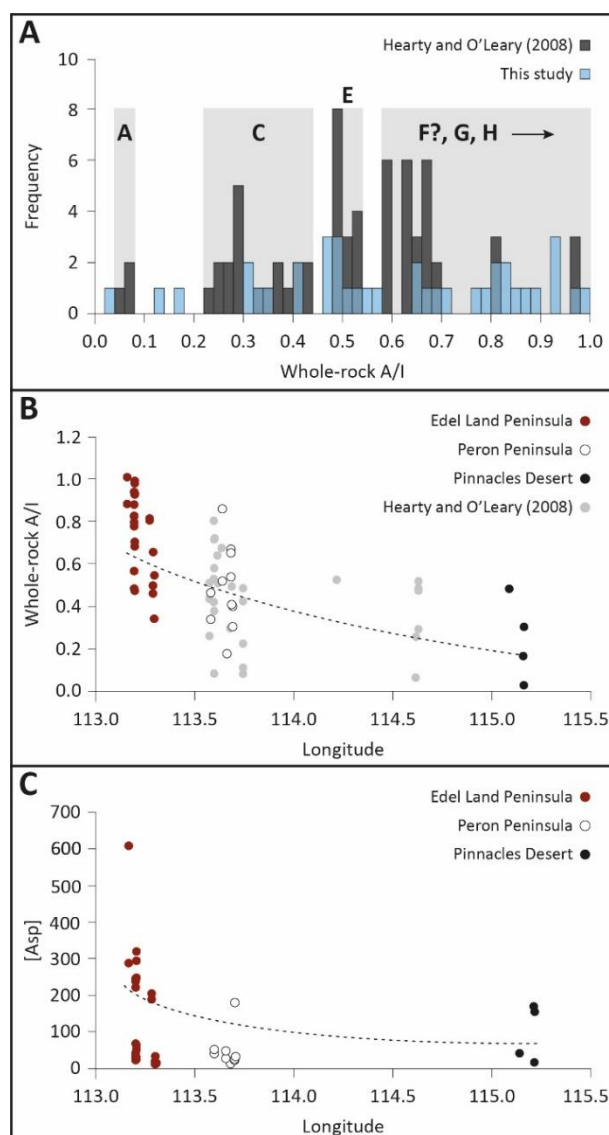 A
Hearty and O'Leary (2008)
This study
10
8
6
4
2
0
Frequency
A
C
E
F?, G, H
0.0 0.1 0.2 0.3 0.4 0.5 0.6 0.7 0.8 0.9 1.0
Whole-rock A/I
B
Edel Land Peninsula
Peron Peninsula
Pinnacles Desert
Hearty and O'Leary (2008)
1.2
1.0
0.8
0.6
0.4
0.2
0.0
Whole-rock A/I
113.0 113.5 114.0 114.5 115.0 115.5
Longitude
C
Edel Land Peninsula
Peron Peninsula
Pinnacles Desert
700
600
500
400
300
200
100
0
[Asp]
113.0 113.5 114.0 114.5 115.0 115.5
Longitude